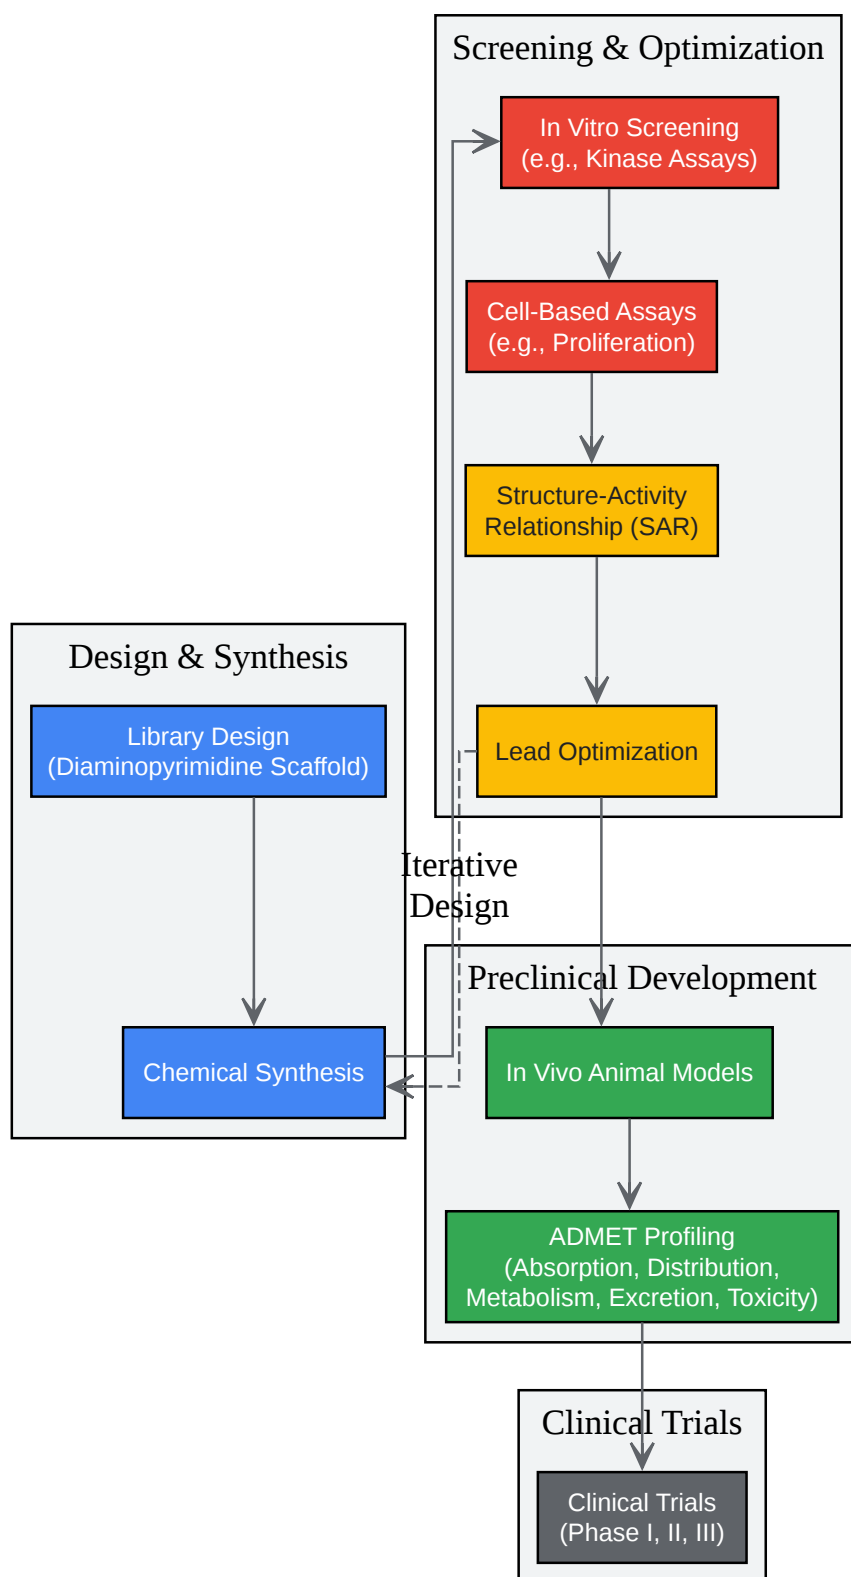 Screening & Optimization
In Vitro Screening
(e.g., Kinase Assays)
Cell-Based Assays
(e.g., Proliferation)
Structure-Activity
Relationship (SAR)
Lead Optimization
Design & Synthesis
Library Design
(Diaminopyrimidine Scaffold)
Chemical Synthesis
Iterative
Design
Preclinical Development
In Vivo Animal Models
ADMET Profiling
(Absorption, Distribution,
Metabolism, Excretion, Toxicity)
Clinical Trials
Clinical Trials
(Phase I, II, III)